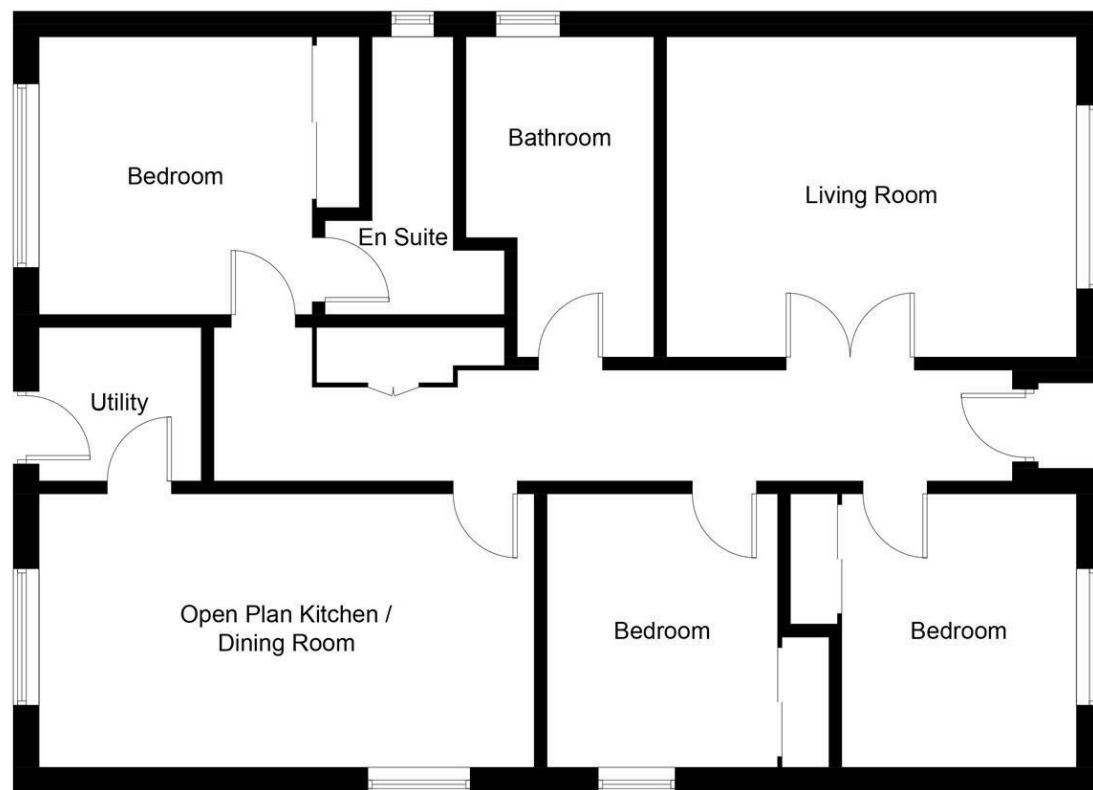 Bedroom
En Suite
Bathroom
Living Room
Utility
Open Plan Kitchen /
Dining Room
Bedroom
Bedroom